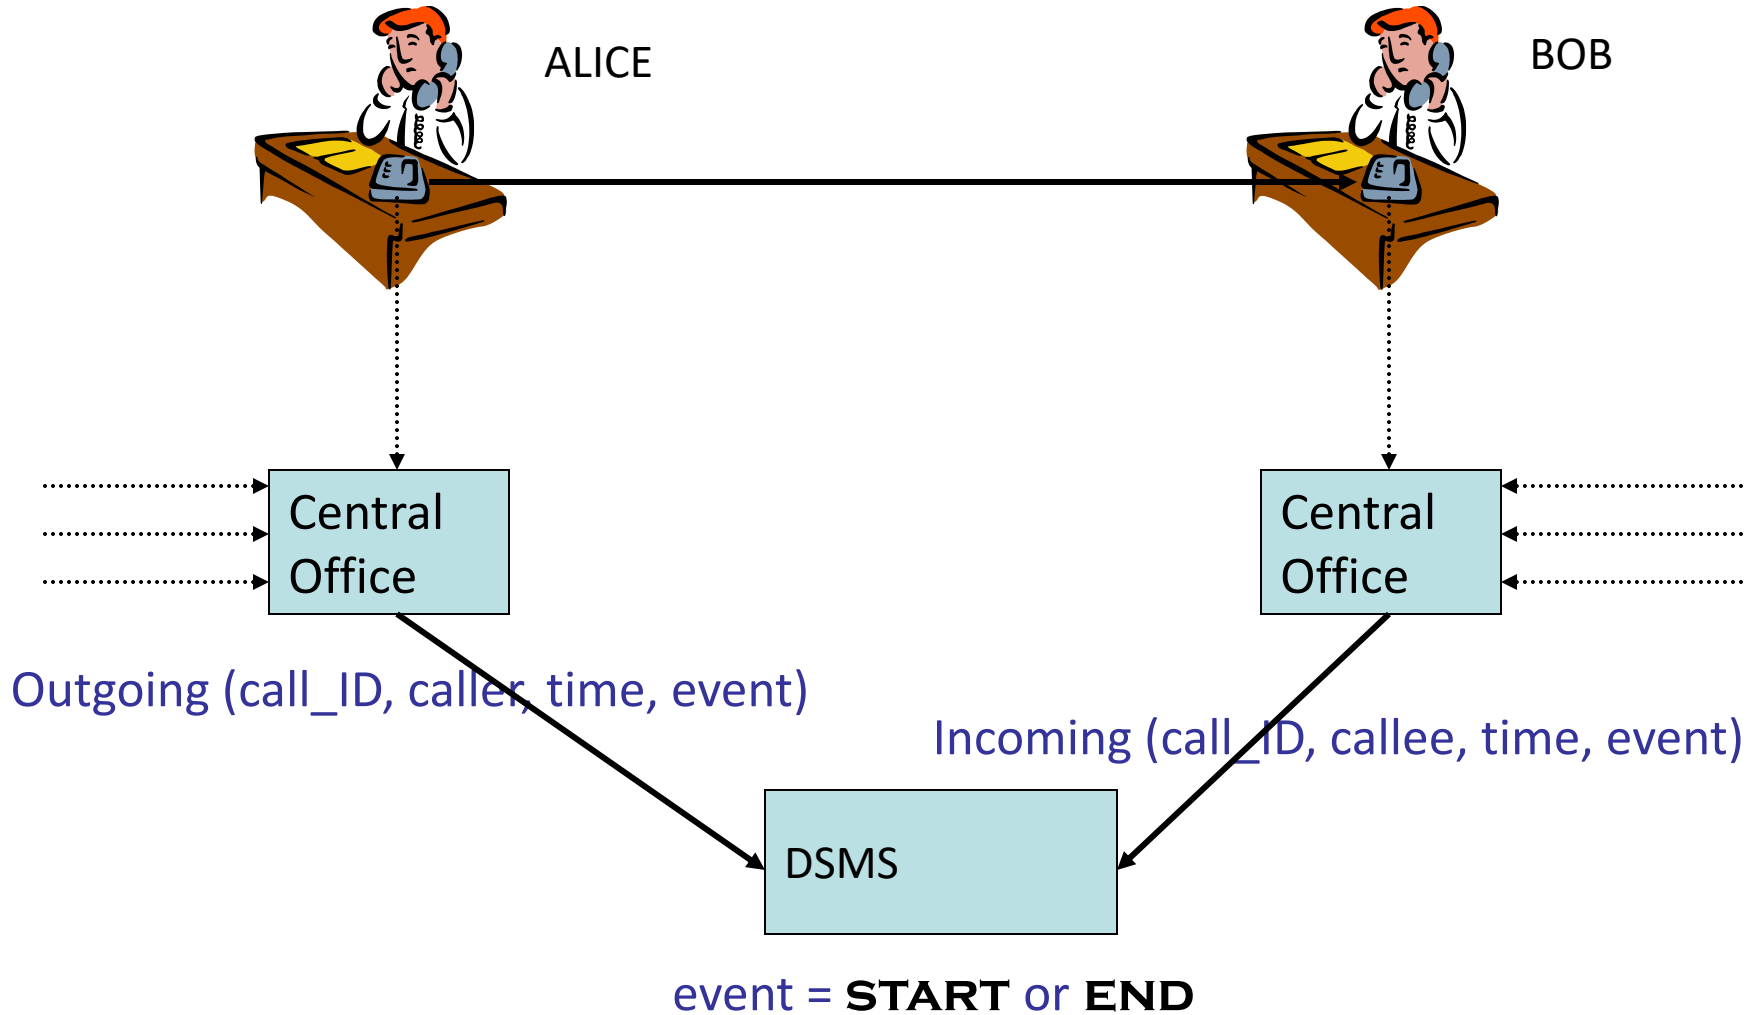 ALICE
BOB
Central
Office
Central
Office
Outgoing (call_ID, caller, time, event)
Incoming (call_ID, callee, time, event)
DSMS
event = START or END